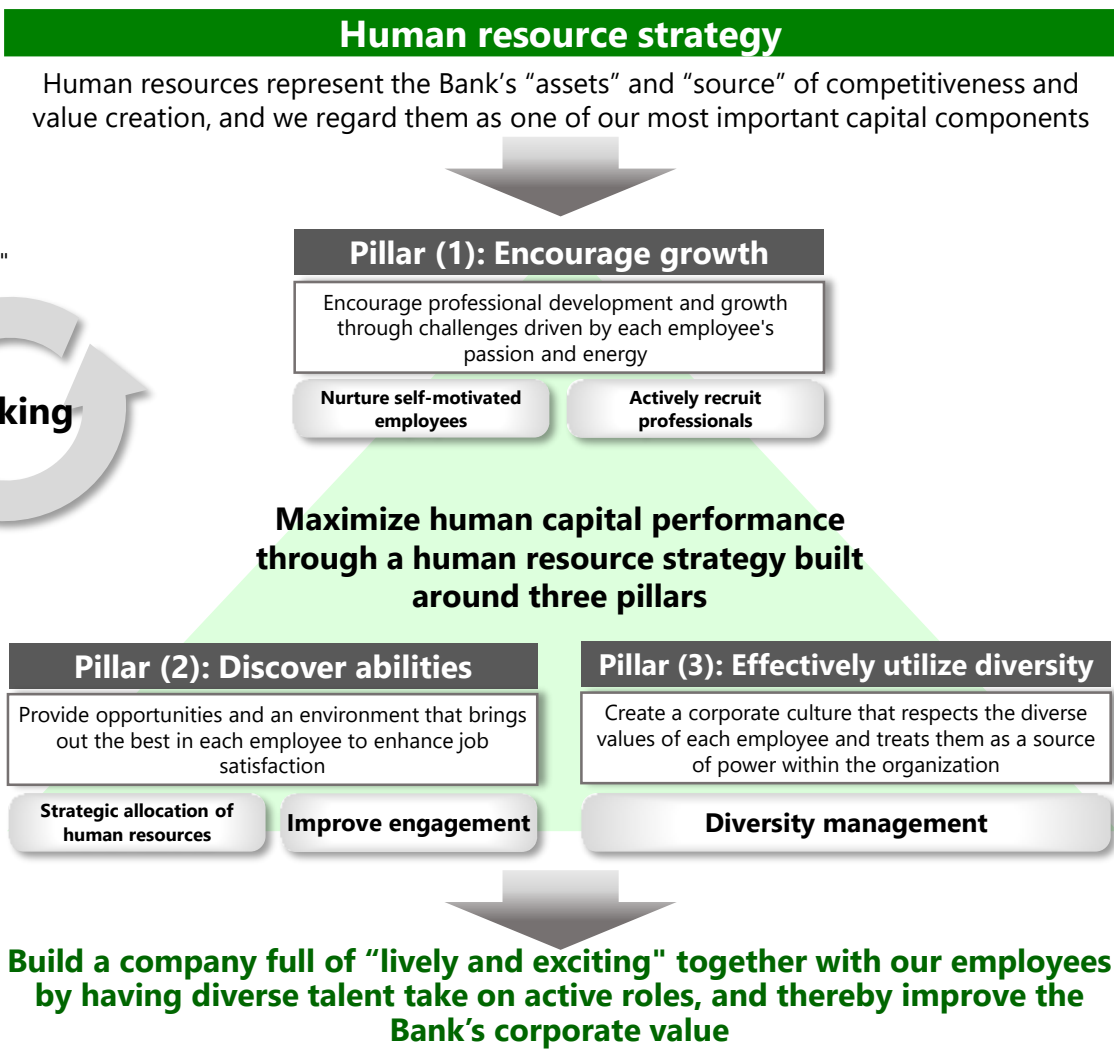 Human resource strategy
Human resources represent the Bank's “assets” and “source” of competitiveness and
value creation, and we regard them as one of our most important capital components
"
king
Pillar (1): Encourage growth
Encourage professional development and growth
through challenges driven by each employee's
passion and energy
Nurture self-motivated
employees
Actively recruit
professionals
Maximize human capital performance
through a human resource strategy built
around three pillars
Pillar (2): Discover abilities
Provide opportunities and an environment that brings
out the best in each employee to enhance job
satisfaction
Strategic allocation of
human resources
Improve engagement
Pillar (3): Effectively utilize diversity
Create a corporate culture that respects the diverse
values of each employee and treats them as a source
of power within the organization
Diversity management
Build a company full of “lively and exciting" together with our employees
by having diverse talent take on active roles, and thereby improve the
Bank's corporate value